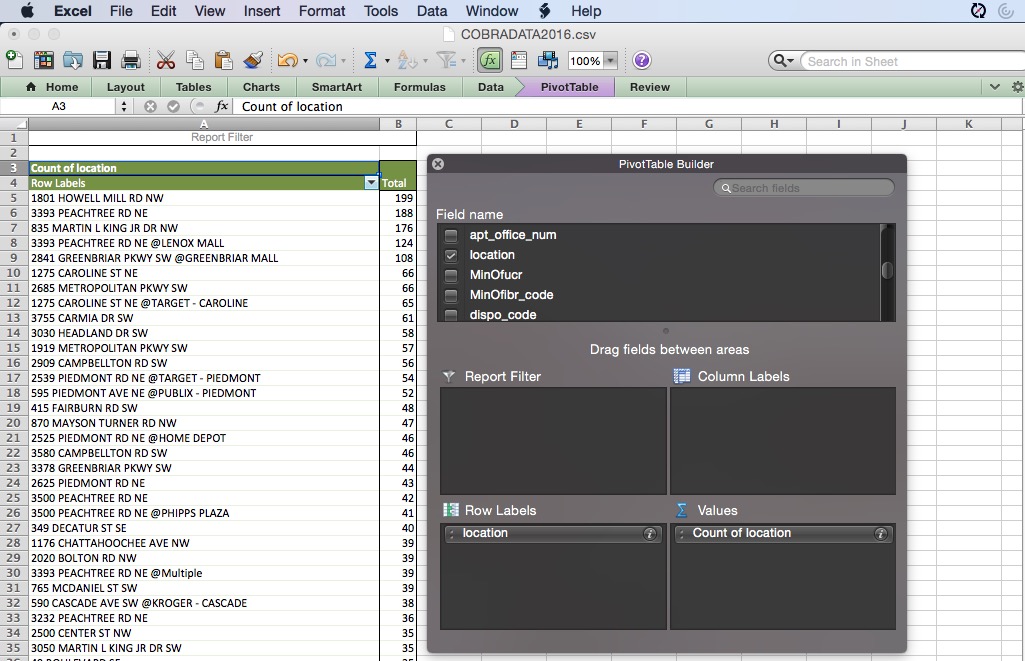 Excel File Edit View Insert Format Tools Data Window Help
COBRADATA2016.csv
fx 100% ? Search in Sheet
Home Layout Tables Charts SmartArt Formulas Data PivotTable Review
A3 fx Count of location
A B C D E F G H I J K
1 Report Filter
2
3 Count of location
4 Row Labels Total
5 1801 HOWELL MILL RD NW 199
6 3393 PEACHTREE RD NE 188
7 835 MARTIN L KING JR DR NW 176
8 3393 PEACHTREE RD NE @LENOX MALL 124
9 2841 GREENBRIAR PKWY SW @GREENBRIAR MALL 108
10 1275 CAROLINE ST NE 66
11 2685 METROPOLITAN PKWY SW 66
12 1275 CAROLINE ST NE @TARGET - CAROLINE 65
13 3755 CARMIA DR SW 61
14 3030 HEADLAND DR SW 58
15 1919 METROPOLITAN PKWY SW 57
16 2909 CAMPBELLTON RD SW 56
17 2539 PIEDMONT RD NE @TARGET - PIEDMONT 54
18 595 PIEDMONT AVE NE @PUBLIX - PIEDMONT 52
19 415 FAIRBURN RD SW 48
20 870 MAYSON TURNER RD NW 47
21 2525 PIEDMONT RD NE @HOME DEPOT 46
22 3580 CAMPBELLTON RD SW 46
23 3378 GREENBRIAR PKWY SW 44
24 2625 PIEDMONT RD NE 43
25 3500 PEACHTREE RD NE 42
26 3500 PEACHTREE RD NE @PHIPPS PLAZA 41
27 349 DECATUR ST SE 40
28 1176 CHATTAHOOCHEE AVE NW 39
29 2020 BOLTON RD NW 39
30 3393 PEACHTREE RD NE @Multiple 39
31 765 MCDANIEL ST SW 39
32 590 CASCADE AVE SW @KROGER - CASCADE 38
33 3232 PEACHTREE RD NE 36
34 2500 CENTER ST NW 35
35 3050 MARTIN L KING JR DR SW 35
PivotTable Builder
Search fields
Field name
apt_office_num
location
MinOfucr
MinOfibr_code
dispo_code
Drag fields between areas
Report Filter Column Labels
Row Labels Values
location Count of location